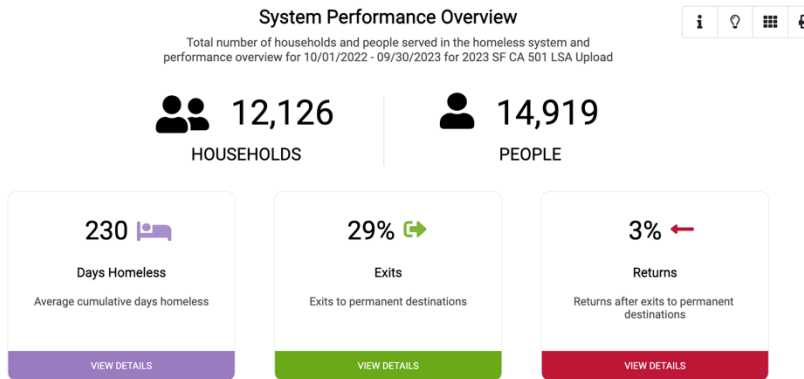 System Performance Overview
Total number of households and people served in the homeless system and
performance overview for 10/01/2022 - 09/30/2023 for 2023 SF CA 501 LSA Upload
12,126
HOUSEHOLDS
14,919
PEOPLE
230
Days Homeless
Average cumulative days homeless
VIEW DETAILS
29%
Exits
Exits to permanent destinations
VIEW DETAILS
3%
Returns
Returns after exits to permanent
destinations
VIEW DETAILS